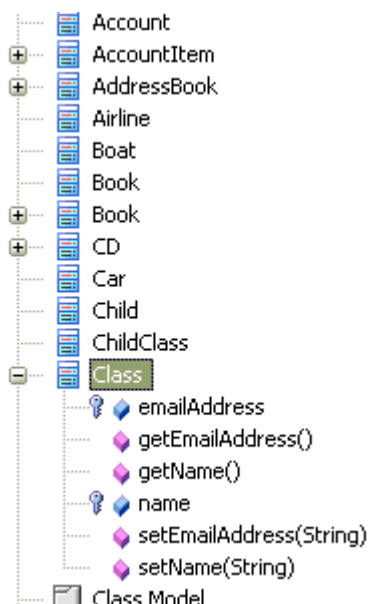 Account
AccountItem
AddressBook
Airline
Boat
Book
Book
CD
Car
Child
ChildClass
Class
emailAddress
getEmailAddress()
getName()
name
setEmailAddress(String)
setName(String)
Class Model